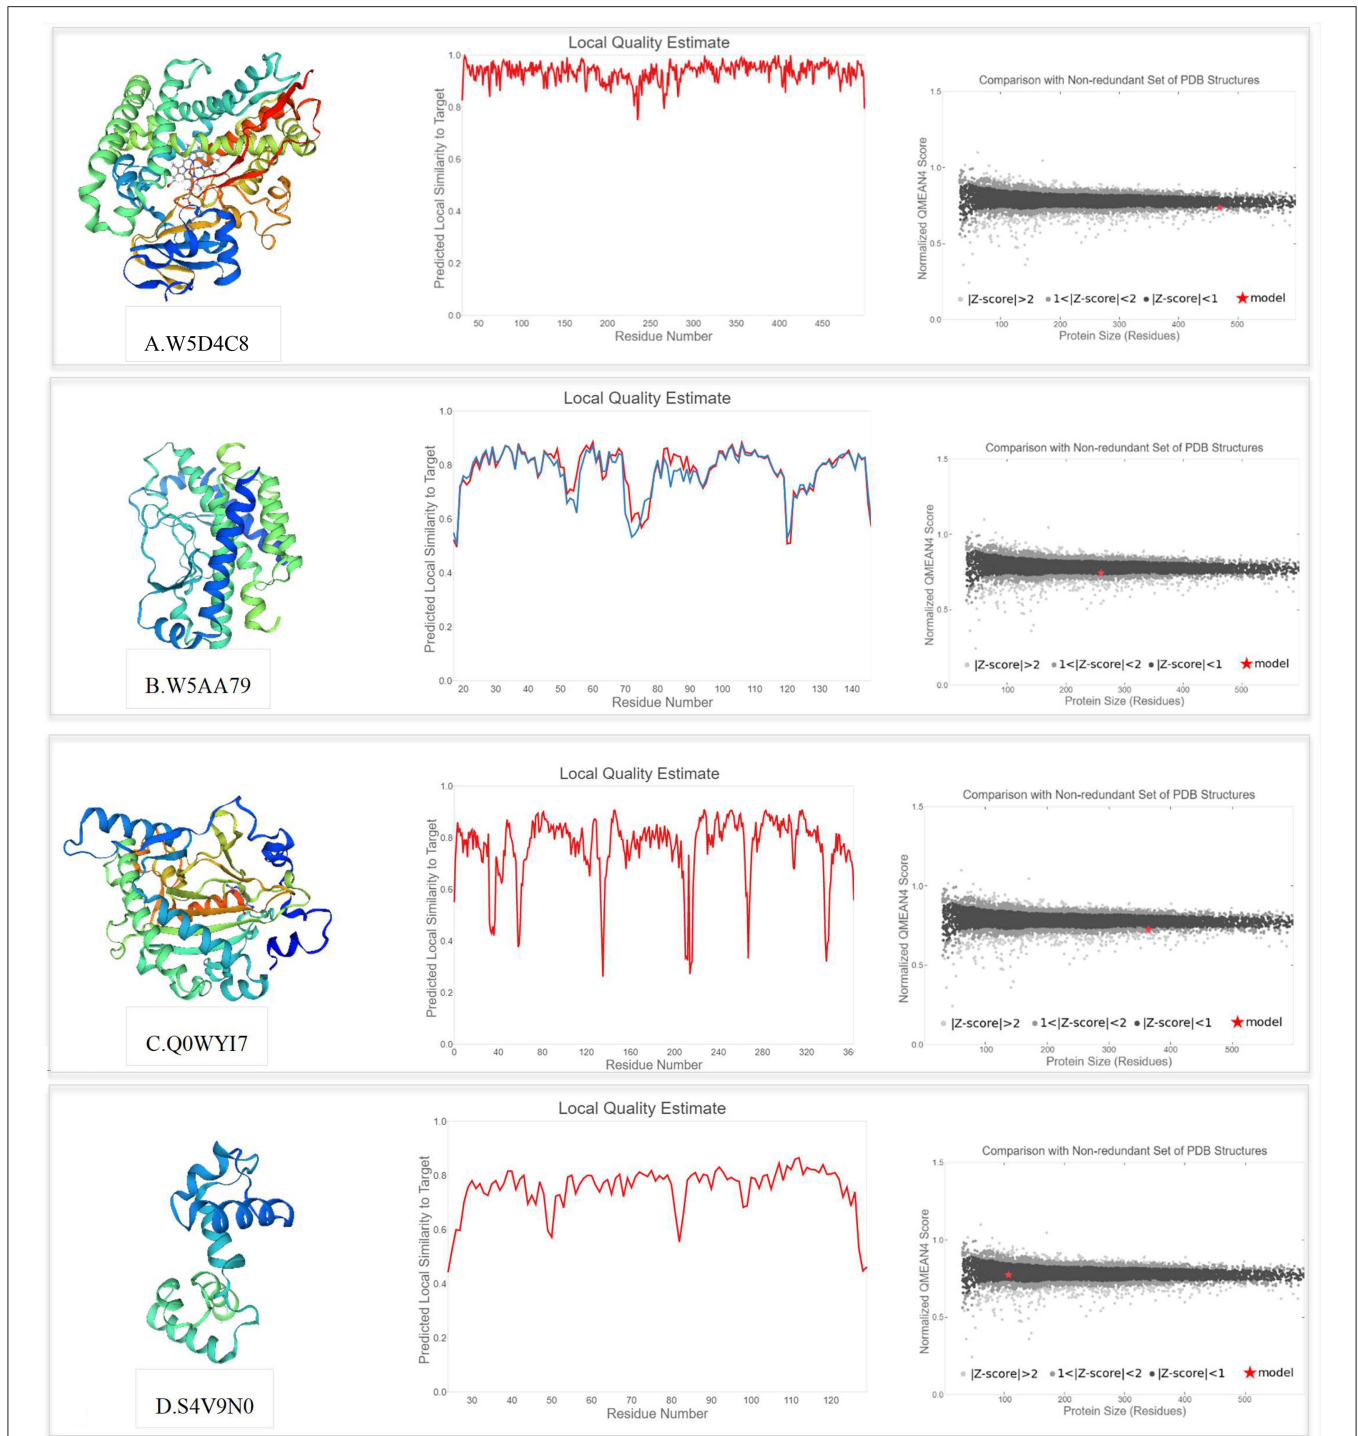 Local Quality Estimate
Predicted Local Similarity to Target
1.0
0.8
0.6
0.4
0.2
0.0
50 100 150 200 250 300 350 400 450
Residue Number
Comparison with Non-redundant Set of PDB Structures
Normalized QMEAN4 Score
1.5
1.0
0.5
0.0
|Z-score|>2 1<|Z-score|<2 |Z-score|<1 model
100 200 300 400 500
Protein Size (Residues)
A.W5D4C8
Local Quality Estimate
Predicted Local Similarity to Target
1.0
0.8
0.6
0.4
0.2
0.0
20 30 40 50 60 70 80 90 100 110 120 130 140
Residue Number
Comparison with Non-redundant Set of PDB Structures
Normalized QMEAN4 Score
1.5
1.0
0.5
0.0
|Z-score|>2 1<|Z-score|<2 |Z-score|<1 model
100 200 300 400 500
Protein Size (Residues)
B.W5AA79
Local Quality Estimate
Predicted Local Similarity to Target
1.0
0.8
0.6
0.4
0.2
0.0
0 40 80 120 160 200 240 280 320 36
Residue Number
Comparison with Non-redundant Set of PDB Structures
Normalized QMEAN4 Score
1.5
1.0
0.5
0.0
|Z-score|>2 1<|Z-score|<2 |Z-score|<1 model
100 200 300 400 500
Protein Size (Residues)
C.Q0WYI7
Local Quality Estimate
Predicted Local Similarity to Target
1.0
0.8
0.6
0.4
0.2
0.0
30 40 50 60 70 80 90 100 110 120
Residue Number
Comparison with Non-redundant Set of PDB Structures
Normalized QMEAN4 Score
1.5
1.0
0.5
0.0
|Z-score|>2 1<|Z-score|<2 |Z-score|<1 model
100 200 300 400 500
Protein Size (Residues)
D.S4V9N0